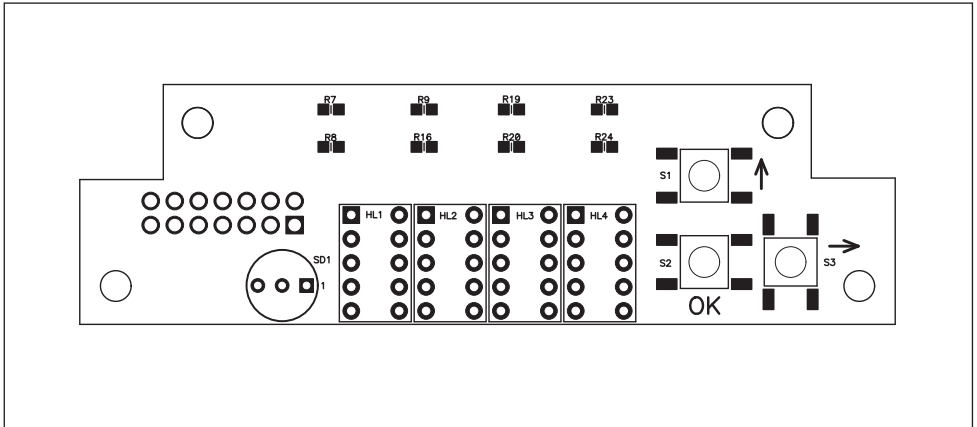 R7 R9 R19 R23
R8 R16 R20 R24
S1
HL1 HL2 HL3 HL4
SD1
1
S2
S3
OK